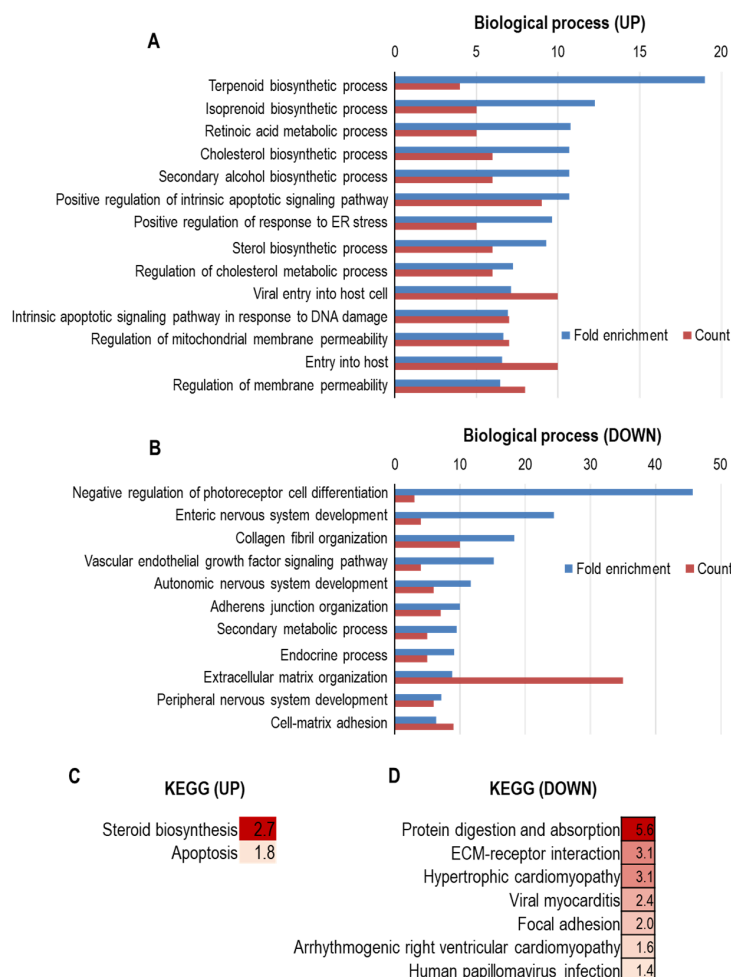 Biological process (UP)
A
0 5 10 15 20
Terpenoid biosynthetic process
Isoprenoid biosynthetic process
Retinoic acid metabolic process
Cholesterol biosynthetic process
Secondary alcohol biosynthetic process
Positive regulation of intrinsic apoptotic signaling pathway
Positive regulation of response to ER stress
Sterol biosynthetic process
Regulation of cholesterol metabolic process
Viral entry into host cell
Intrinsic apoptotic signaling pathway in response to DNA damage
Regulation of mitochondrial membrane permeability
Fold enrichment Count
Entry into host
Regulation of membrane permeability
Biological process (DOWN)
B
0 10 20 30 40 50
Negative regulation of photoreceptor cell differentiation
Enteric nervous system development
Collagen fibril organization
Vascular endothelial growth factor signaling pathway
Fold enrichment Count
Autonomic nervous system development
Adherens junction organization
Secondary metabolic process
Endocrine process
Extracellular matrix organization
Peripheral nervous system development
Cell-matrix adhesion
C
KEGG (UP)
Steroid biosynthesis 2.7
Apoptosis 1.8
D
KEGG (DOWN)
Protein digestion and absorption 5.6
ECM-receptor interaction 3.1
Hypertrophic cardiomyopathy 3.1
Viral myocarditis 2.4
Focal adhesion 2.0
Arrhythmogenic right ventricular cardiomyopathy 1.6
Human papillomavirus infection 1.4